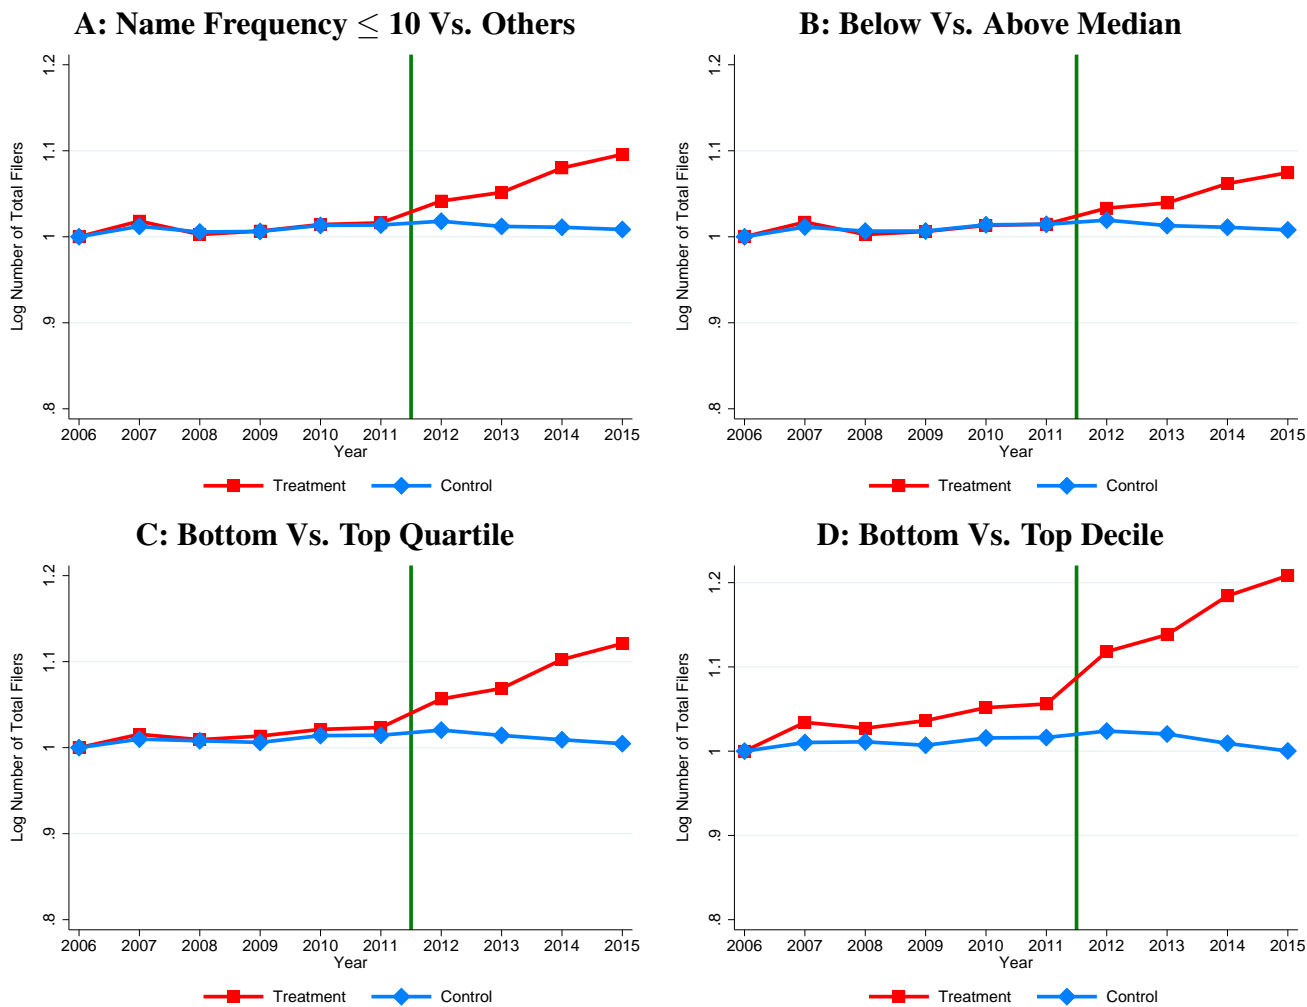 A: Name Frequency ≤ 10 Vs. Others
Log Number of Total Filers
1.2
1.1
1
.9
.8
2006 2007 2008 2009 2010 2011 2012 2013 2014 2015
Year
Treatment Control
B: Below Vs. Above Median
Log Number of Total Filers
1.2
1.1
1
.9
.8
2006 2007 2008 2009 2010 2011 2012 2013 2014 2015
Year
Treatment Control
C: Bottom Vs. Top Quartile
Log Number of Total Filers
1.2
1.1
1
.9
.8
2006 2007 2008 2009 2010 2011 2012 2013 2014 2015
Year
Treatment Control
D: Bottom Vs. Top Decile
Log Number of Total Filers
1.2
1.1
1
.9
.8
2006 2007 2008 2009 2010 2011 2012 2013 2014 2015
Year
Treatment Control